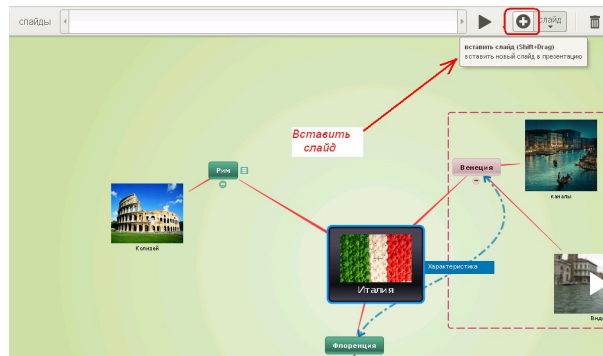 слайды
слайд
вставить слайд (Shift+Drag)
вставить новый слайд в презентацию
Вставить
слайд
Рим
Венеция
каналы
Колизей
Характеристика
Италия
Виде
Флоренция